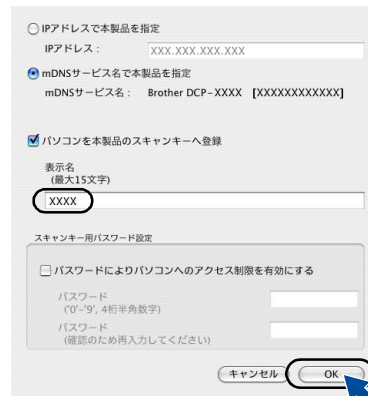 IPアドレスで本製品を指定
IPアドレス： XXX.XXX.XXX.XXX
mDNSサービス名で本製品を指定
mDNSサービス名： Brother DCP-XXXX [XXXXXXXXXXXX]
パソコンを本製品のスキャンキーへ登録
表示名
(最大15文字)
XXXX
スキャンキー用パスワード設定
パスワードによりパソコンへのアクセス制限を有効にする
パスワード
('0'-'9', 4桁半角数字)
パスワード
(確認のため再入力してください)
キャンセル OK